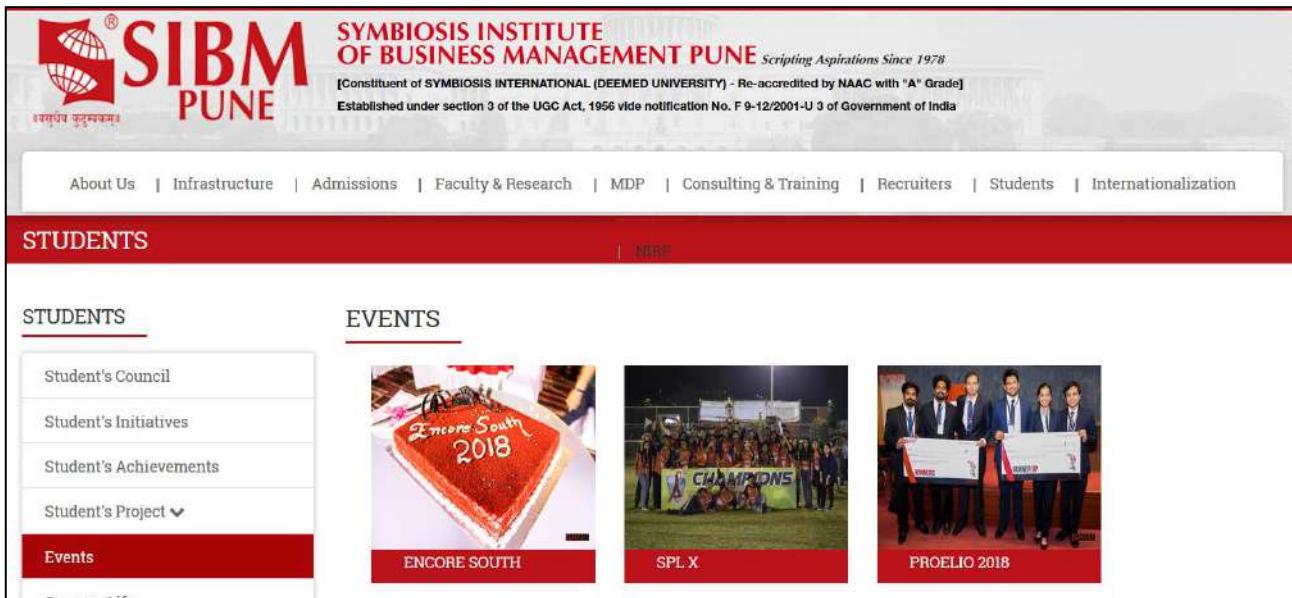 ®
SIBM
PUNE
॥वसुधैव कुटुम्बकम्॥
SYMBIOSIS INSTITUTE
OF BUSINESS MANAGEMENT PUNE Scripting Aspirations Since 1978
[Constituent of SYMBIOSIS INTERNATIONAL (DEEMED UNIVERSITY) - Re-accredited by NAAC with "A" Grade]
Established under section 3 of the UGC Act, 1956 vide notification No. F 9-12/2001-U 3 of Government of India
About Us | Infrastructure | Admissions | Faculty & Research | MDP | Consulting & Training | Recruiters | Students | Internationalization
| NIRF
STUDENTS
STUDENTS
Student's Council
Student's Initiatives
Student's Achievements
Student's Project
Events
EVENTS
Encore South
2018
ENCORE SOUTH
CHAMPIONS
SPL X
WINNERS
RUNNER UP
PROELIO 2018